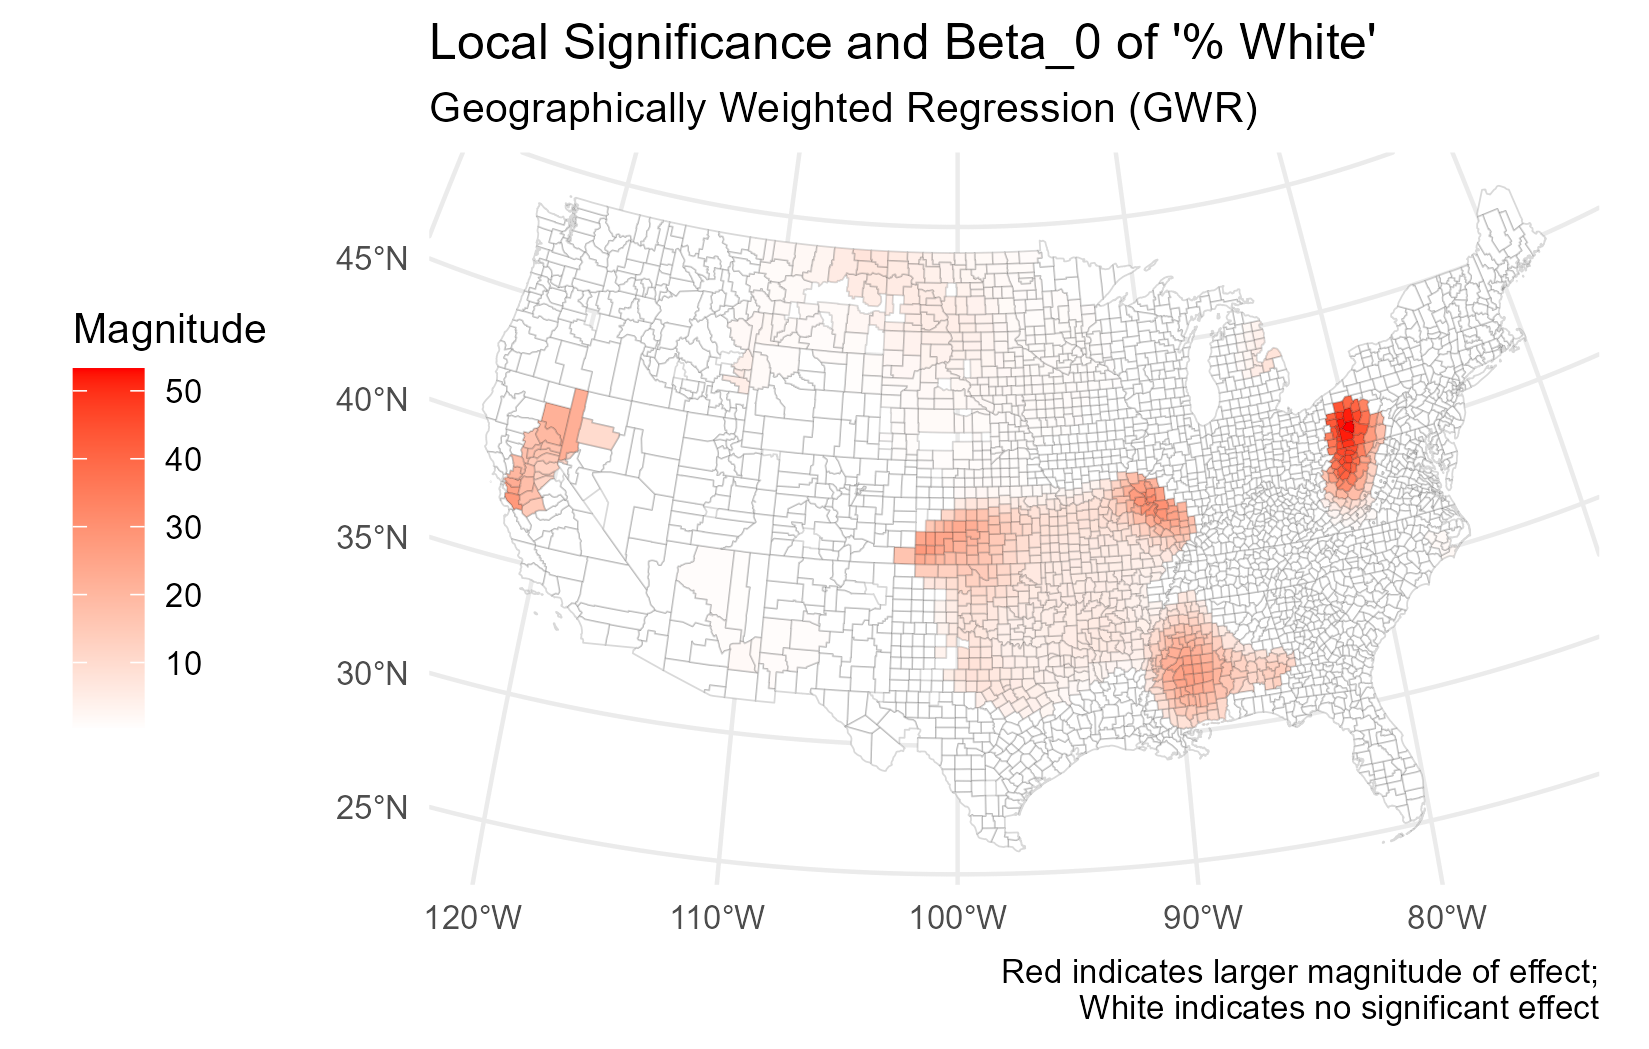 Local Significance and Beta_0 of '% White'
Geographically Weighted Regression (GWR)
Magnitude
50
40
30
20
10
45°N
40°N
35°N
30°N
25°N
120°W
110°W
100°W
90°W
80°W
Red indicates larger magnitude of effect;
White indicates no significant effect